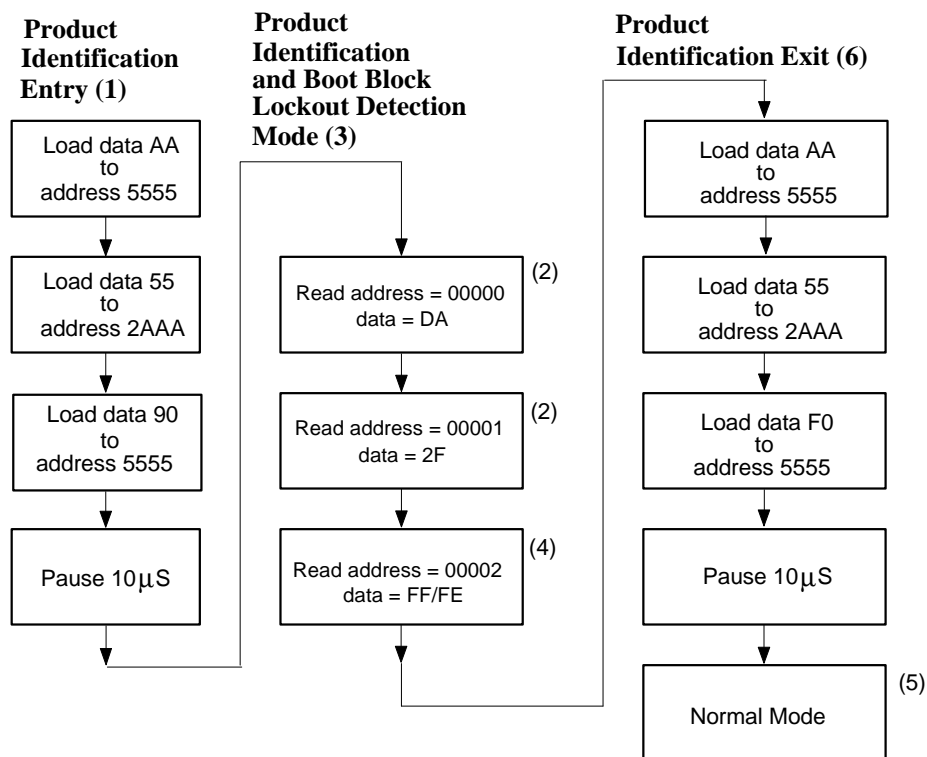 Product
Identification
Entry (1)
Load data AA
to
address 5555
Load data 55
to
address 2AAA
Load data 90
to
address 5555
Pause 10μS
Product
Identification
and Boot Block
Lockout Detection
Mode (3)
(2)
Read address = 00000
data = DA
(2)
Read address = 00001
data = 2F
(4)
Read address = 00002
data = FF/FE
Product
Identification Exit (6)
Load data AA
to
address 5555
Load data 55
to
address 2AAA
Load data F0
to
address 5555
Pause 10μS
(5)
Normal Mode